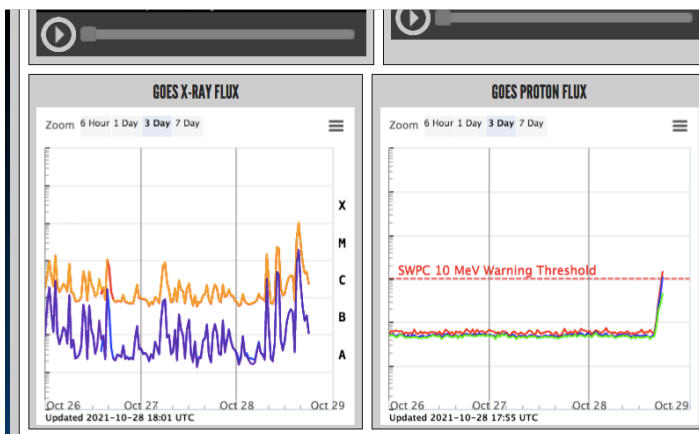 GOES X-RAY FLUX
Zoom 6 Hour 1 Day 3 Day 7 Day
X
M
C
B
A
Oct 26 Oct 27 Oct 28 Oct 29
Updated 2021-10-28 18:01 UTC
GOES PROTON FLUX
Zoom 6 Hour 1 Day 3 Day 7 Day
SWPC 10 MeV Warning Threshold
Oct 26 Oct 27 Oct 28 Oct 29
Updated 2021-10-28 17:55 UTC